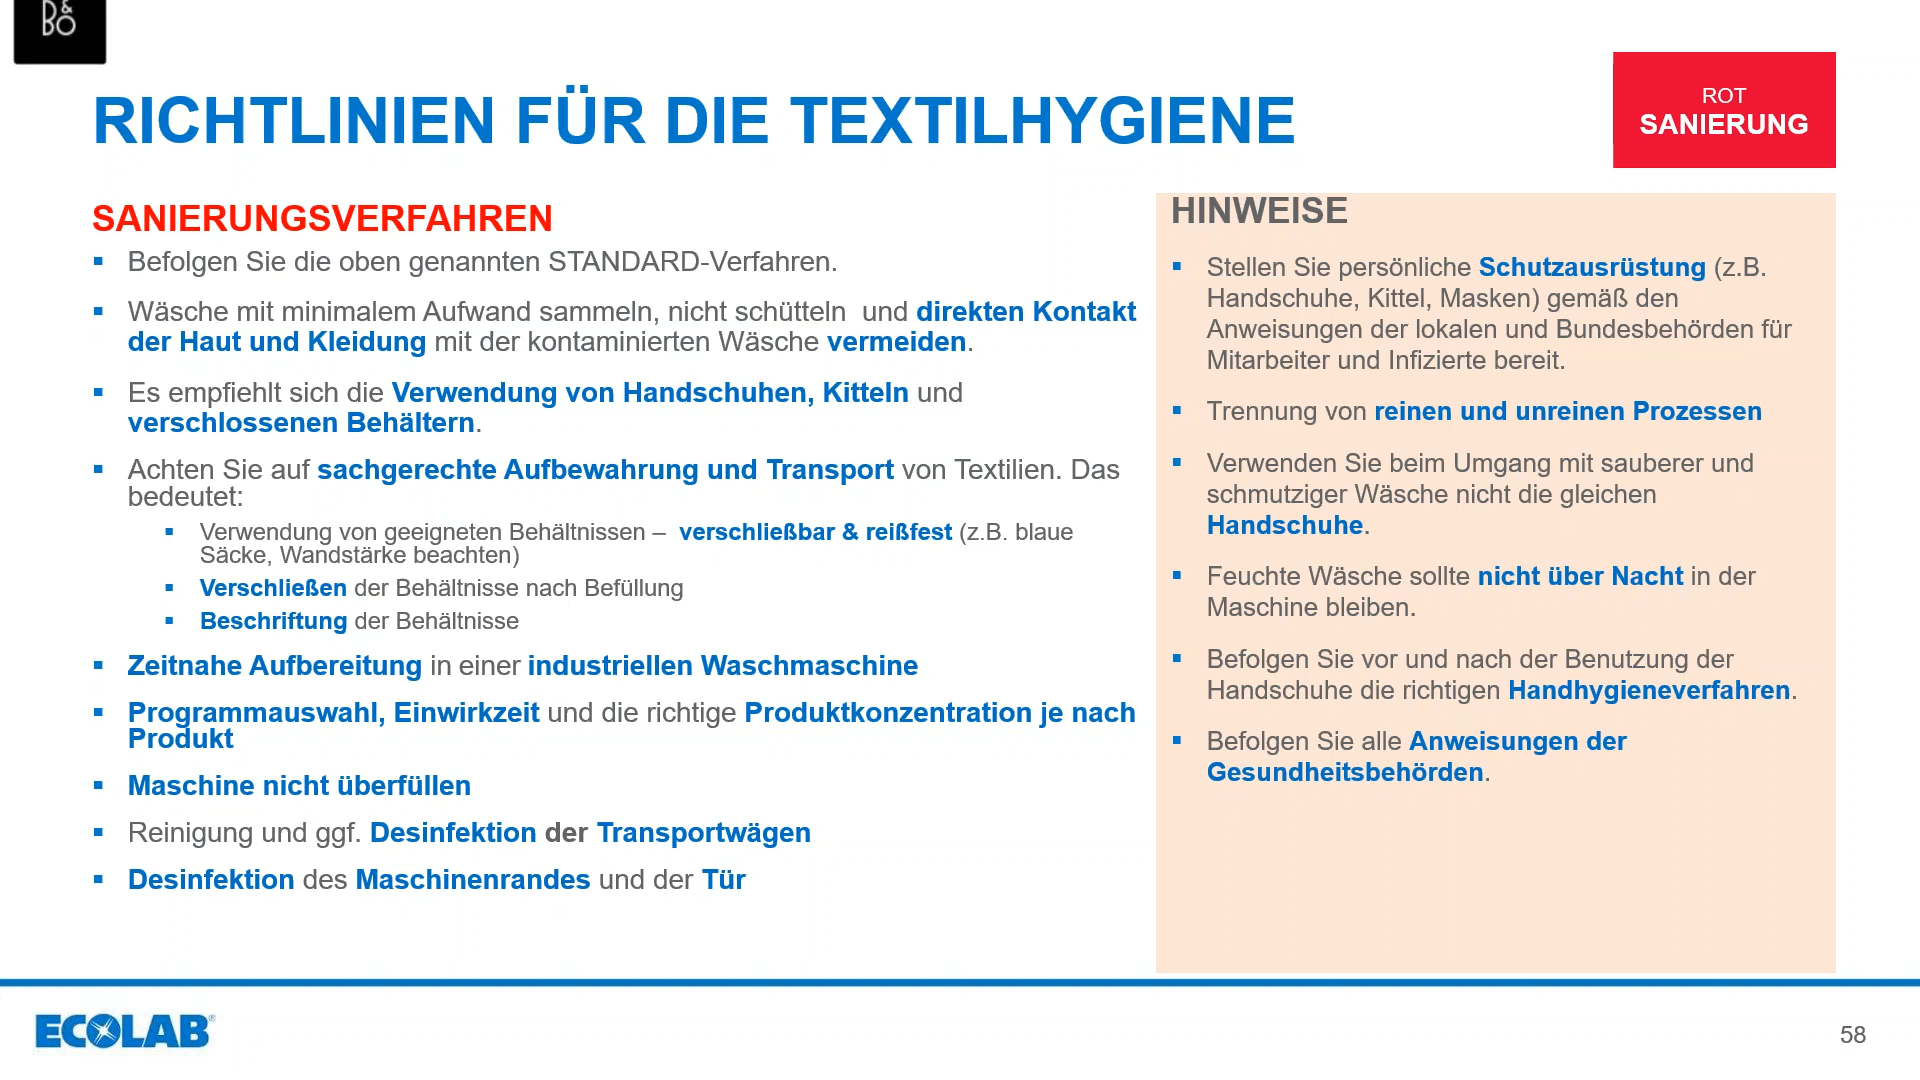 B&
BO
RICHTLINIEN FÜR DIE TEXTILHYGIENE
ROT
SANIERUNG
SANIERUNGSVERFAHREN
▪ Befolgen Sie die oben genannten STANDARD-Verfahren.
▪ Wäsche mit minimalem Aufwand sammeln, nicht schütteln  und direkten Kontakt
der Haut und Kleidung mit der kontaminierten Wäsche vermeiden.
▪ Es empfiehlt sich die Verwendung von Handschuhen, Kitteln und
verschlossenen Behältern.
▪ Achten Sie auf sachgerechte Aufbewahrung und Transport von Textilien. Das
bedeutet:
▪ Verwendung von geeigneten Behältnissen –  verschließbar & reißfest (z.B. blaue
Säcke, Wandstärke beachten)
▪ Verschließen der Behältnisse nach Befüllung
▪ Beschriftung der Behältnisse
▪ Zeitnahe Aufbereitung in einer industriellen Waschmaschine
▪ Programmauswahl, Einwirkzeit und die richtige Produktkonzentration je nach
Produkt
▪ Maschine nicht überfüllen
▪ Reinigung und ggf. Desinfektion der Transportwägen
▪ Desinfektion des Maschinenrandes und der Tür
HINWEISE
▪ Stellen Sie persönliche Schutzausrüstung (z.B.
Handschuhe, Kittel, Masken) gemäß den
Anweisungen der lokalen und Bundesbehörden für
Mitarbeiter und Infizierte bereit.
▪ Trennung von reinen und unreinen Prozessen
▪ Verwenden Sie beim Umgang mit sauberer und
schmutziger Wäsche nicht die gleichen
Handschuhe.
▪ Feuchte Wäsche sollte nicht über Nacht in der
Maschine bleiben.
▪ Befolgen Sie vor und nach der Benutzung der
Handschuhe die richtigen Handhygieneverfahren.
▪ Befolgen Sie alle Anweisungen der
Gesundheitsbehörden.
ECOLAB®
58